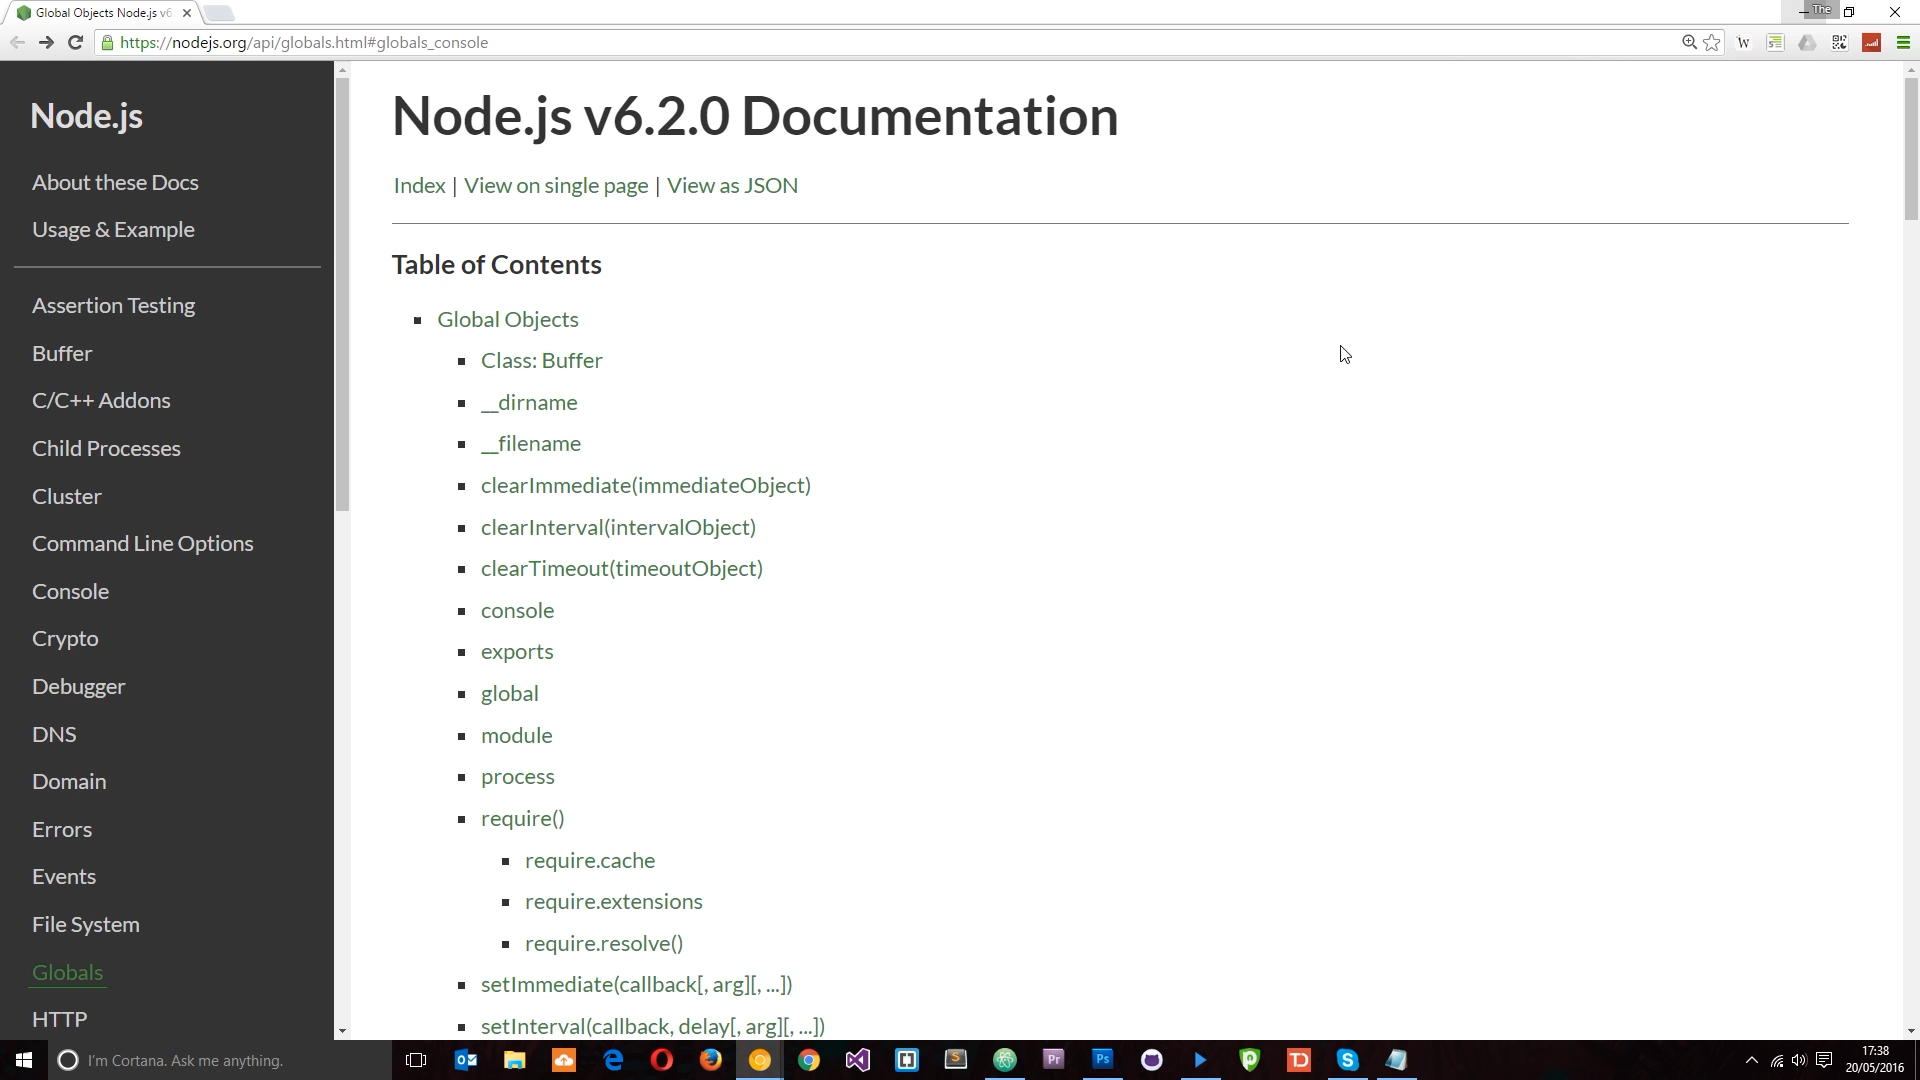 Global Objects Node.js v6
The
https://nodejs.org/api/globals.html#globals_console
Node.js
About these Docs
Usage & Example
Assertion Testing
Buffer
C/C++ Addons
Child Processes
Cluster
Command Line Options
Console
Crypto
Debugger
DNS
Domain
Errors
Events
File System
Globals
HTTP
Node.js v6.2.0 Documentation
Index | View on single page | View as JSON
Table of Contents
Global Objects
Class: Buffer
__dirname
__filename
clearImmediate(immediateObject)
clearInterval(intervalObject)
clearTimeout(timeoutObject)
console
exports
global
module
process
require()
require.cache
require.extensions
require.resolve()
setImmediate(callback[, arg][, ...])
setInterval(callback, delay[, arg][, ...])
I'm Cortana. Ask me anything.
17:38
20/05/2016